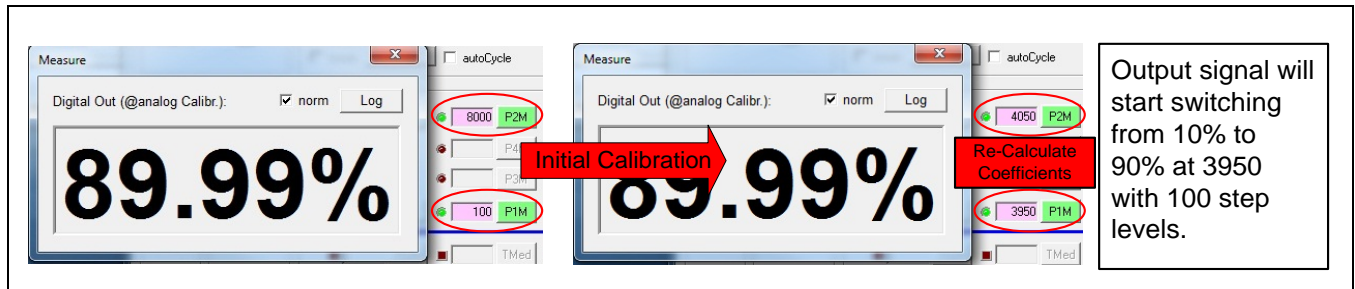 Measure
x
autoCycle
Digital Out (@analog Calibr.):
norm
Log
89.99%
8000 P2M
P3M
100 P1M
TMed
Initial Calibration
Measure
x
autoCycle
Digital Out (@analog Calibr.):
norm
Log
89.99%
4050 P2M
Re-Calculate
Coefficients
3950 P1M
TMed
Output signal will
start switching
from 10% to
90% at 3950
with 100 step
levels.